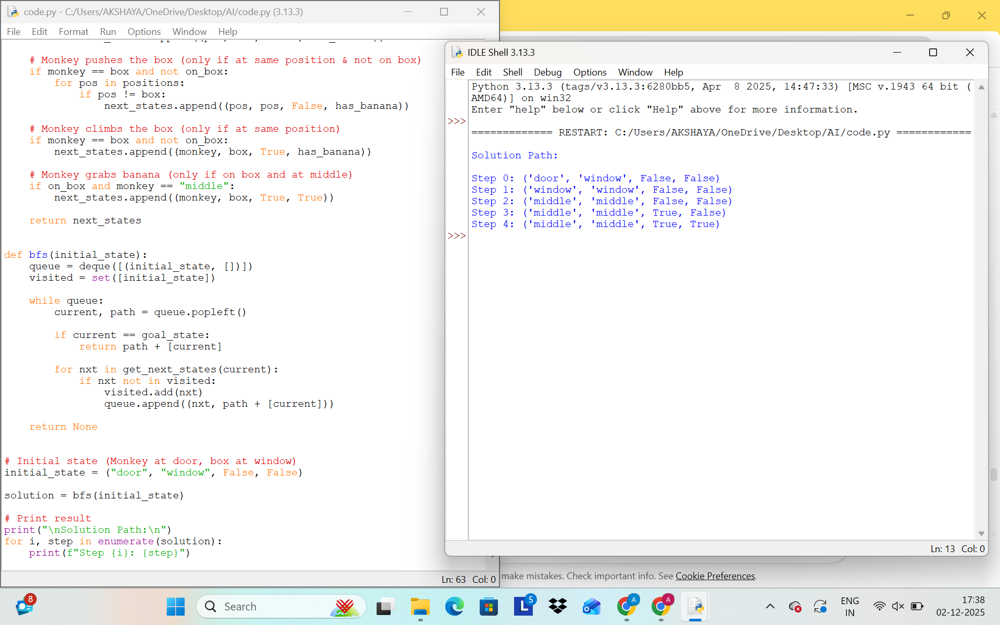 code.py - C:/Users/AKSHAYA/OneDrive/Desktop/AI/code.py (3.13.3)
File Edit Format Run Options Window Help
    # Monkey pushes the box (only if at same position & not on box)
    if monkey == box and not on_box:
        for pos in positions:
            if pos != box:
                next_states.append((pos, pos, False, has_banana))
    # Monkey climbs the box (only if at same position)
    if monkey == box and not on_box:
        next_states.append((monkey, box, True, has_banana))
    # Monkey grabs banana (only if on box and at middle)
    if on_box and monkey == "middle":
        next_states.append((monkey, box, True, True))
    return next_states
def bfs(initial_state):
    queue = deque([(initial_state, [])])
    visited = set([initial_state])
    while queue:
        current, path = queue.popleft()
        if current == goal_state:
            return path + [current]
        for nxt in get_next_states(current):
            if nxt not in visited:
                visited.add(nxt)
                queue.append((nxt, path + [current]))
    return None
# Initial state (Monkey at door, box at window)
initial_state = ("door", "window", False, False)
solution = bfs(initial_state)
# Print result
print("\nSolution Path:\n")
for i, step in enumerate(solution):
    print(f"Step {i}: {step}")
Ln: 63 Col: 0
IDLE Shell 3.13.3
File Edit Shell Debug Options Window Help
Python 3.13.3 (tags/v3.13.3:6280bb5, Apr  8 2025, 14:47:33) [MSC v.1943 64 bit (
AMD64)] on win32
Enter "help" below or click "Help" above for more information.
>>>
============= RESTART: C:/Users/AKSHAYA/OneDrive/Desktop/AI/code.py ============
Solution Path:
Step 0: ('door', 'window', False, False)
Step 1: ('window', 'window', False, False)
Step 2: ('middle', 'middle', False, False)
Step 3: ('middle', 'middle', True, False)
Step 4: ('middle', 'middle', True, True)
>>>
Ln: 13 Col: 0
make mistakes. Check important info. See Cookie Preferences.
8
Search
L 5
A
A
ENG
IN
17:38
02-12-2025